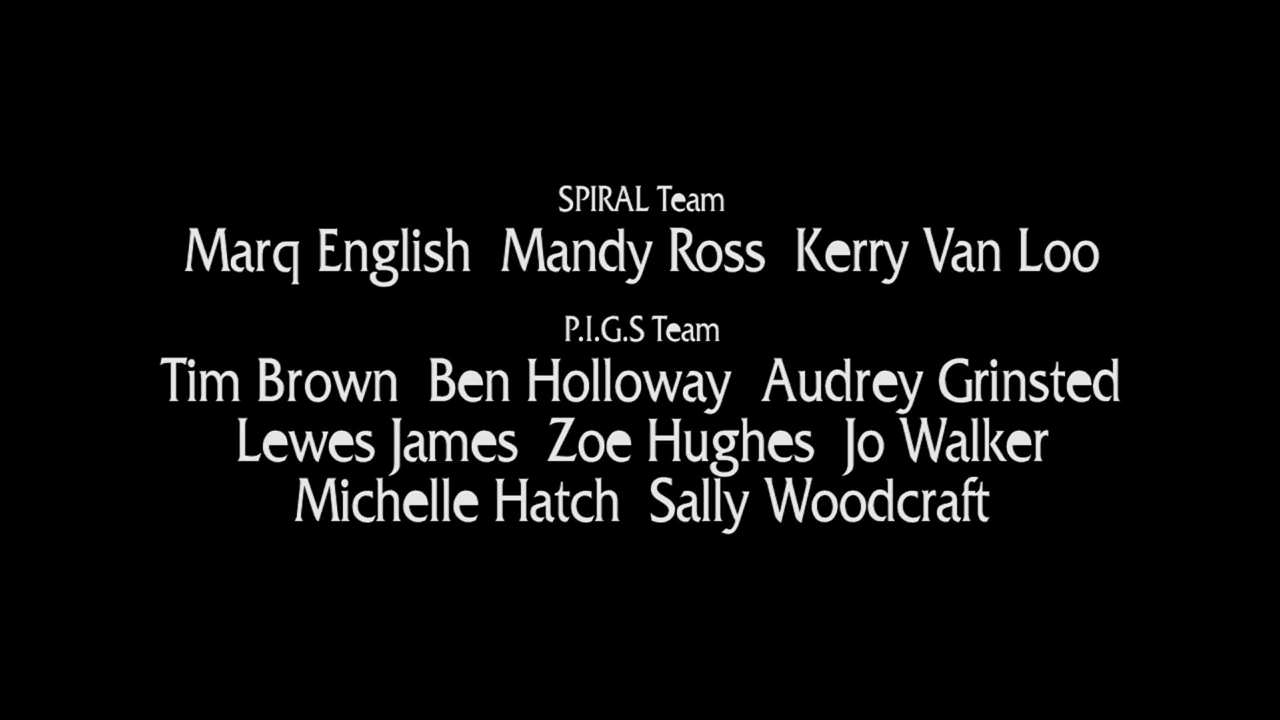 SPIRAL Team
Marq English  Mandy Ross  Kerry Van Loo
P.I.G.S Team
Tim Brown  Ben Holloway  Audrey Grinsted
Lewes James  Zoe Hughes  Jo Walker
Michelle Hatch  Sally Woodcraft